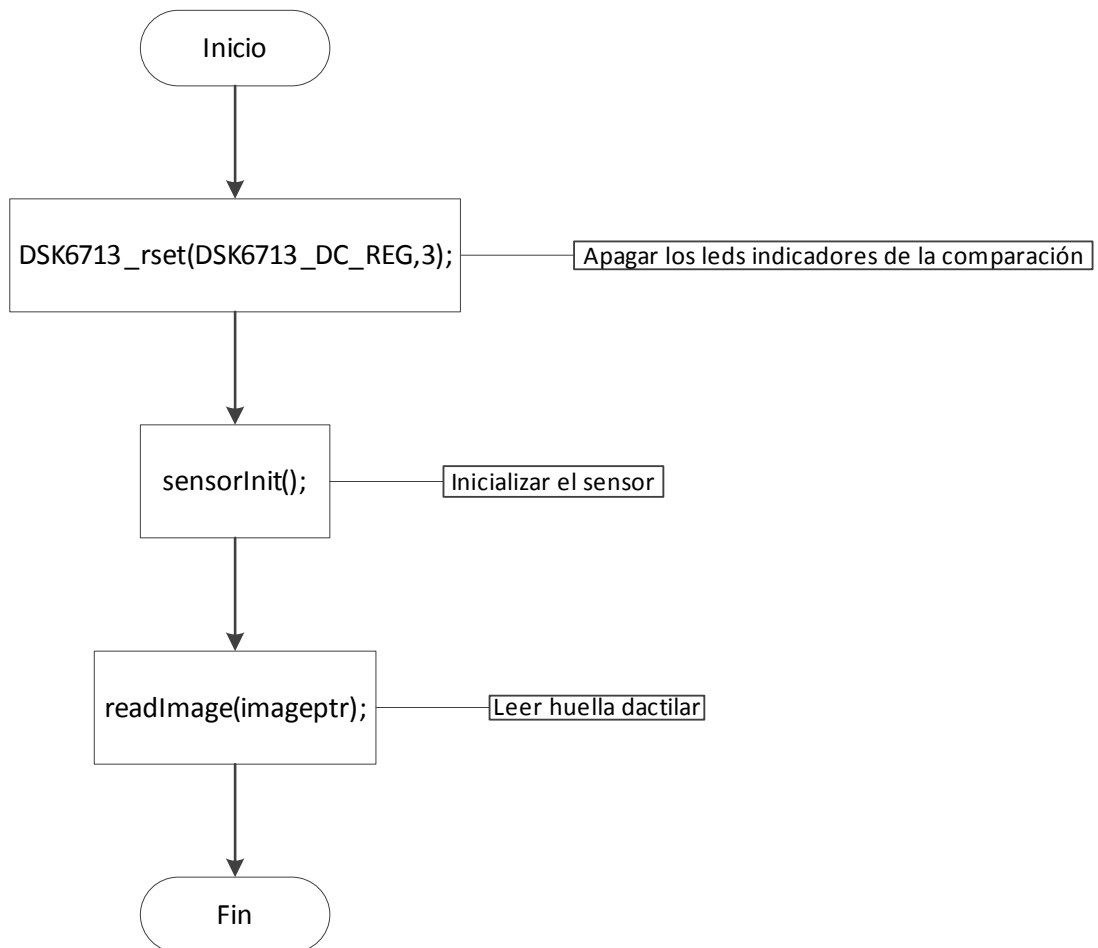 Inicio
DSK6713_rset(DSK6713_DC_REG,3);
Apagar los leds indicadores de la comparación
sensorInit();
Inicializar el sensor
readImage(imageptr);
Leer huella dactilar
Fin